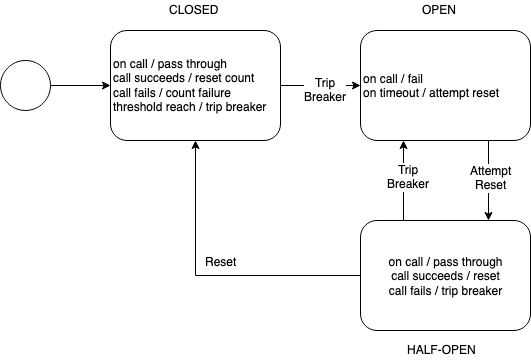 CLOSED
OPEN
on call / pass through
call succeeds / reset count
call fails / count failure
threshold reach / trip breaker
Trip
Breaker
on call / fail
on timeout / attempt reset
Trip
Breaker
Attempt
Reset
Reset
on call / pass through
call succeeds / reset
call fails / trip breaker
HALF-OPEN